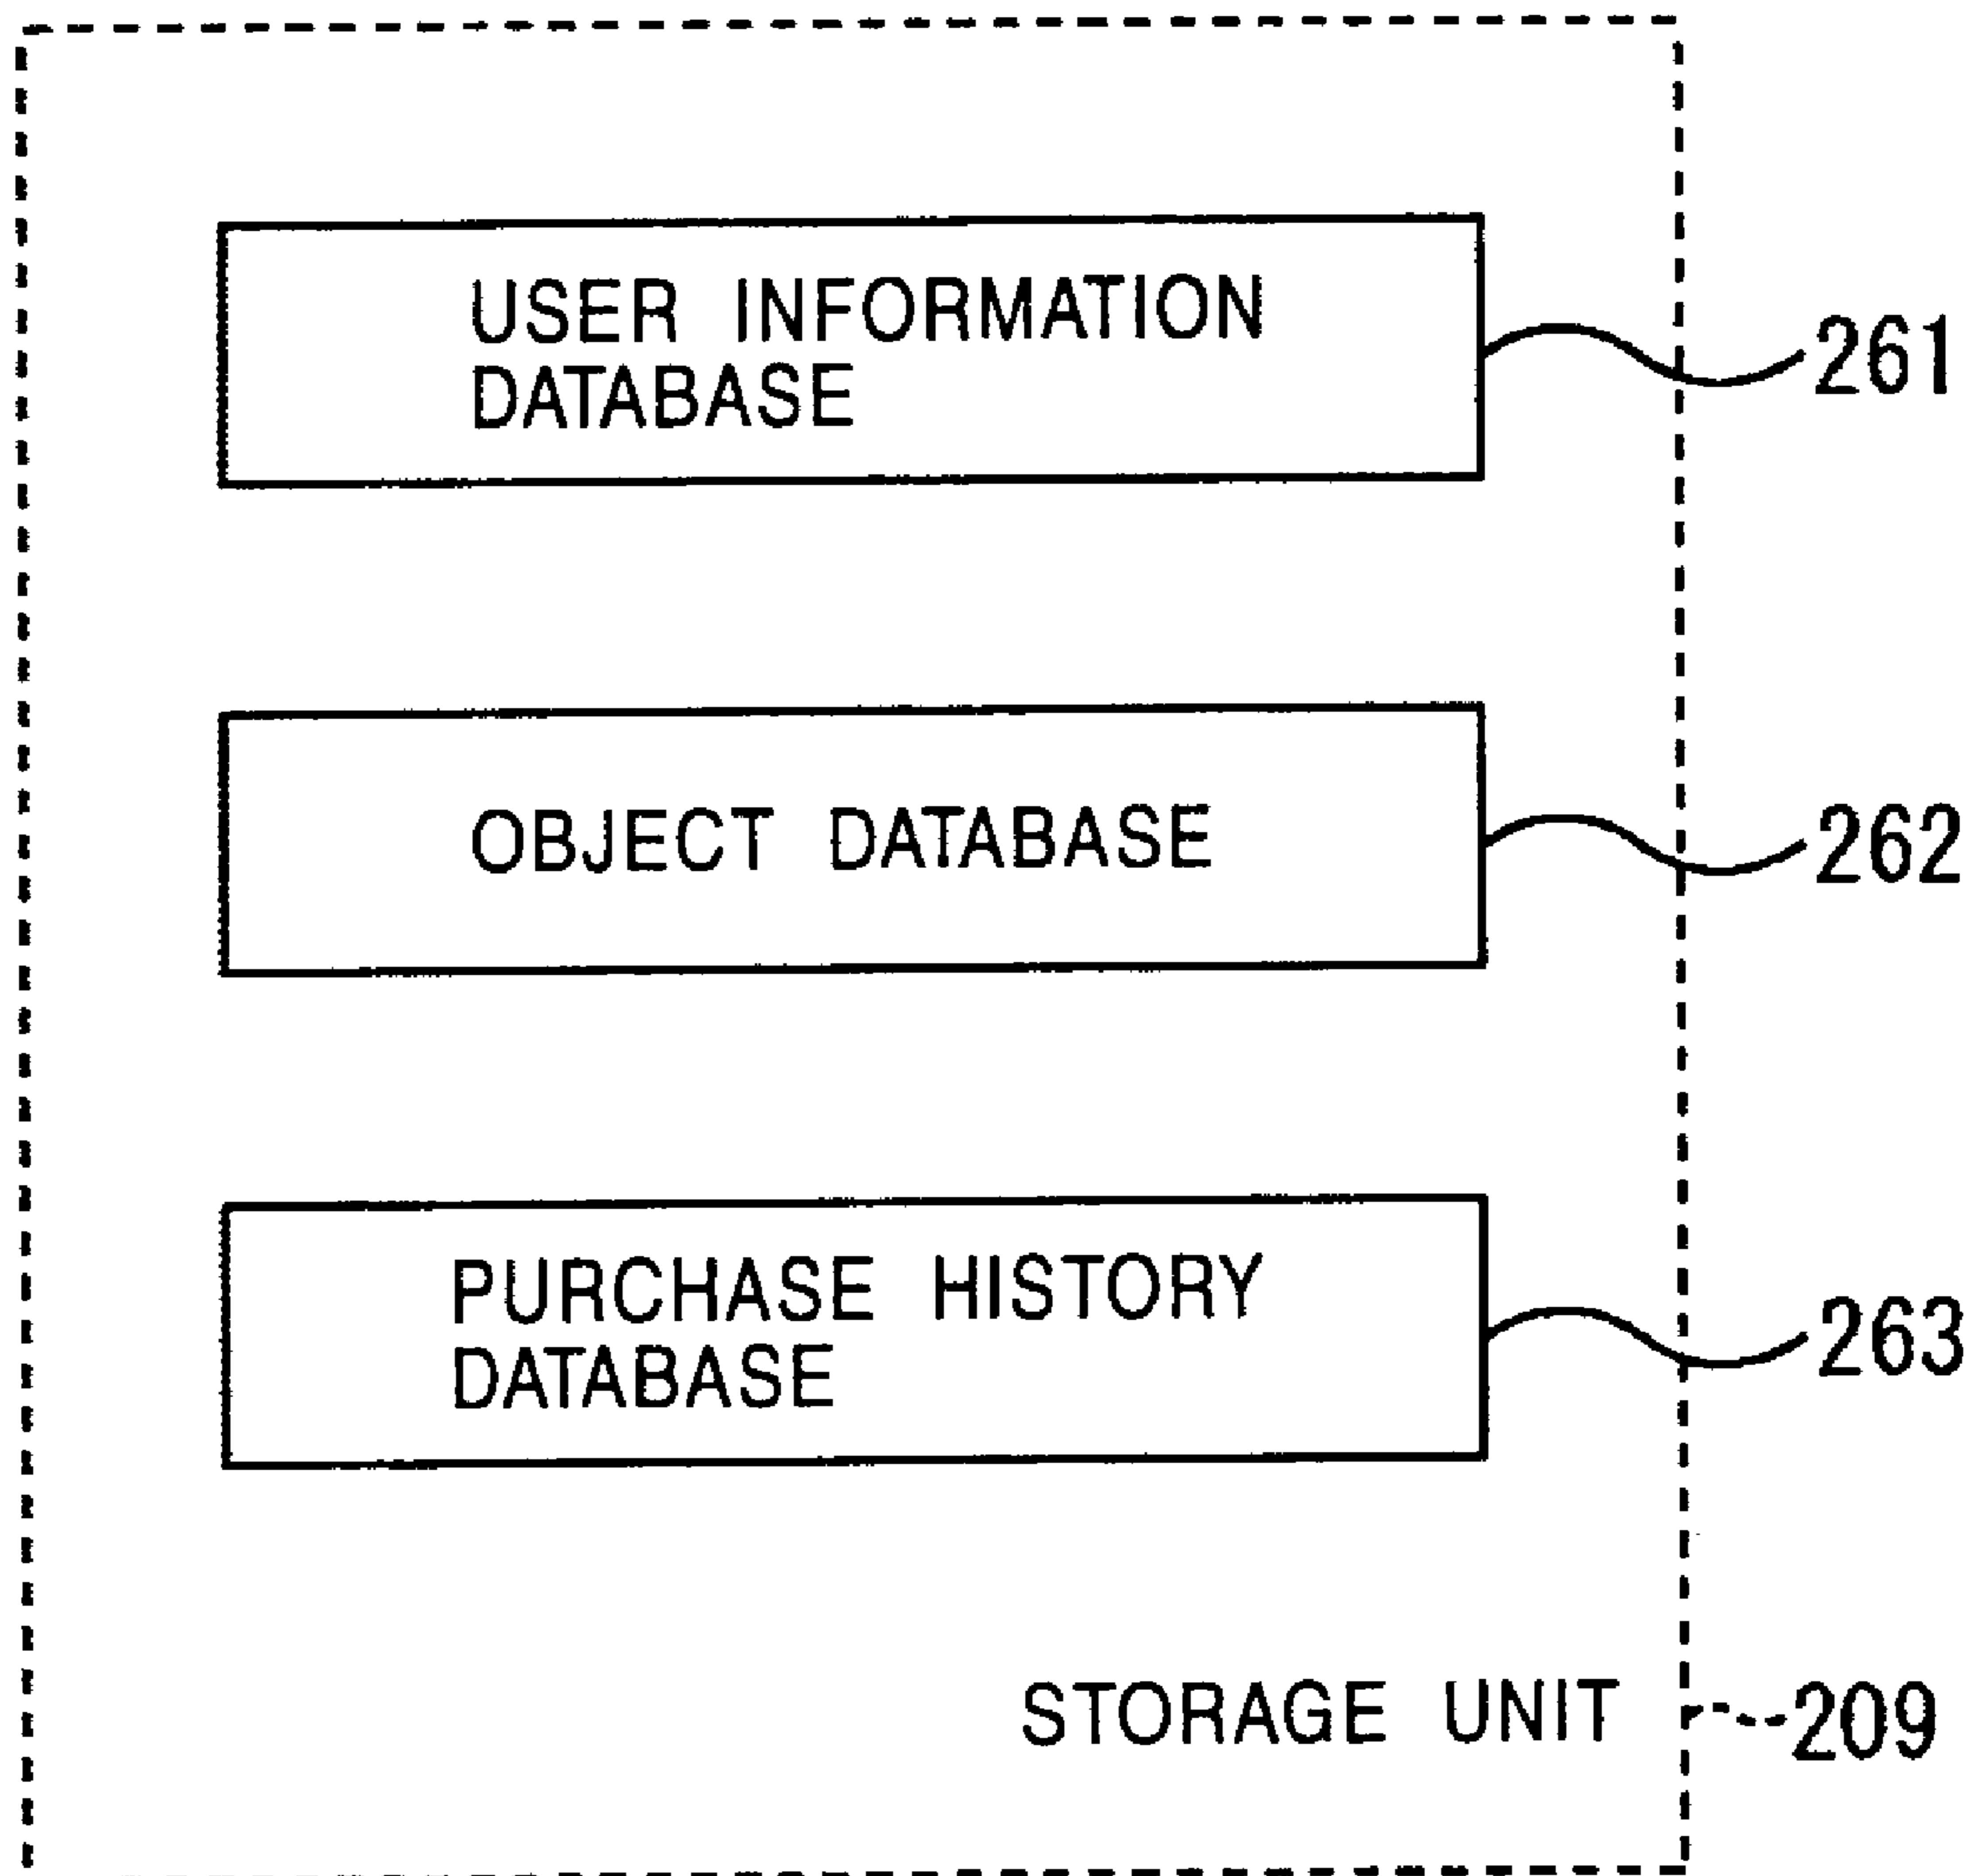 USER INFORMATION
DATABASE
261
OBJECT DATABASE
262
PURCHASE HISTORY
DATABASE
263
STORAGE UNIT
209